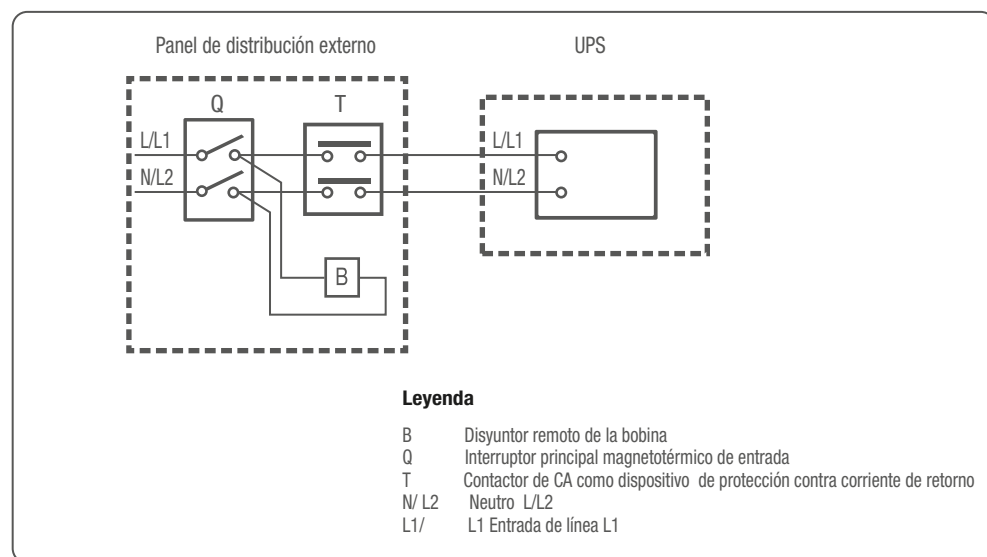 Panel de distribución externo
UPS
Q
T
L/L1
N/L2
L/L1
N/L2
B
Leyenda
B Disyuntor remoto de la bobina
Q Interruptor principal magnetotérmico de entrada
T Contactor de CA como dispositivo de protección contra corriente de retorno
N/ L2 Neutro L/L2
L1/ L1 Entrada de línea L1